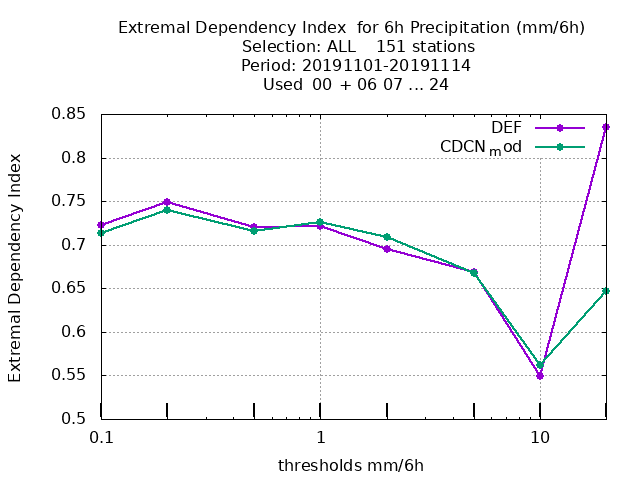 Extremal Dependency Index  for 6h Precipitation (mm/6h)
Selection: ALL    151 stations
Period: 20191101-20191114
Used  00  + 06 07 ... 24
DEF
CDCNmod
0.85
0.8
0.75
0.7
0.65
0.6
0.55
0.5
Extremal Dependency Index
0.1 1 10
thresholds mm/6h